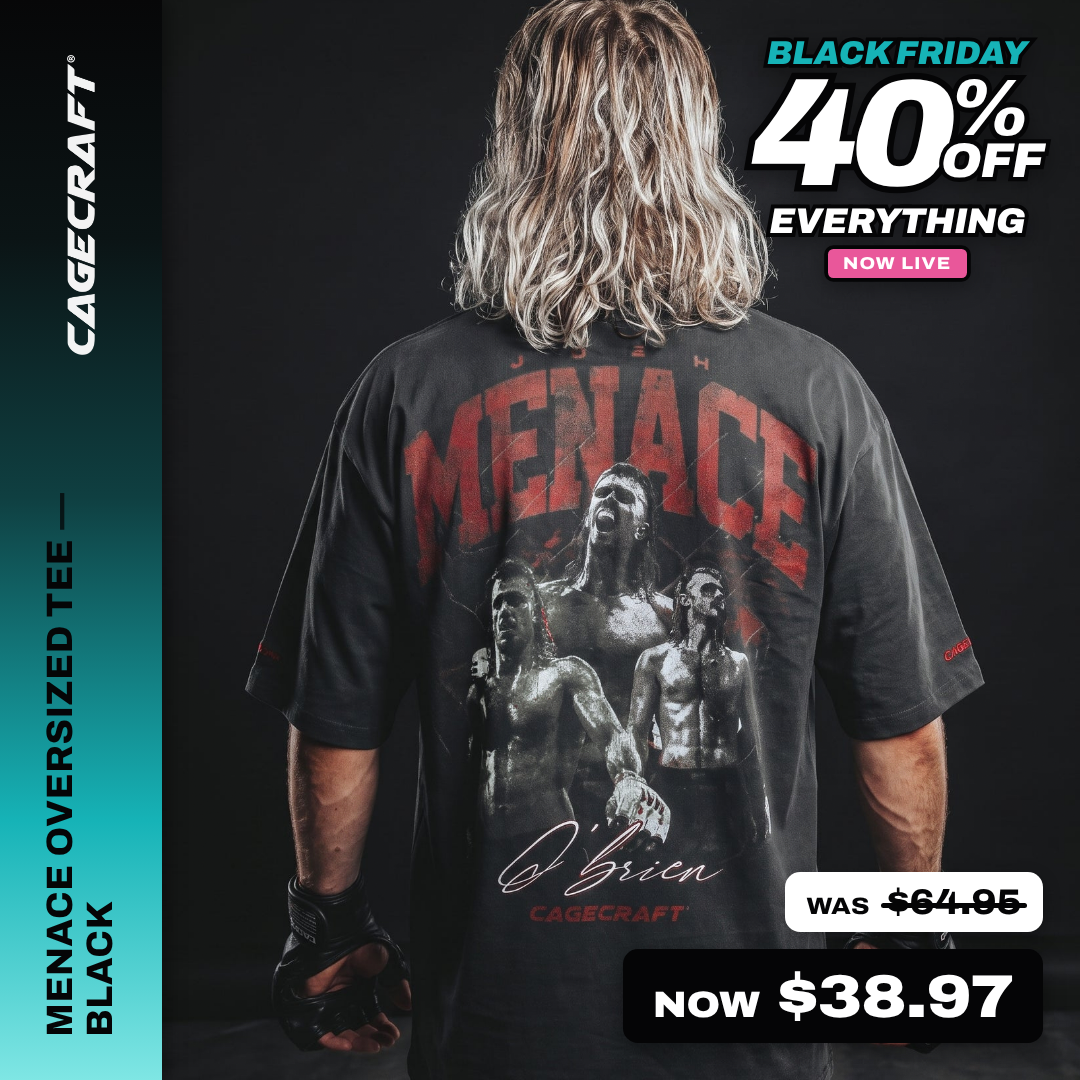 CAGECRAFT®
MENACE OVERSIZED TEE —
BLACK
BLACK FRIDAY
40%
OFF
EVERYTHING
NOW LIVE
MENACE
O'brien
CAGECRAFT
WAS $64.95
NOW $38.97